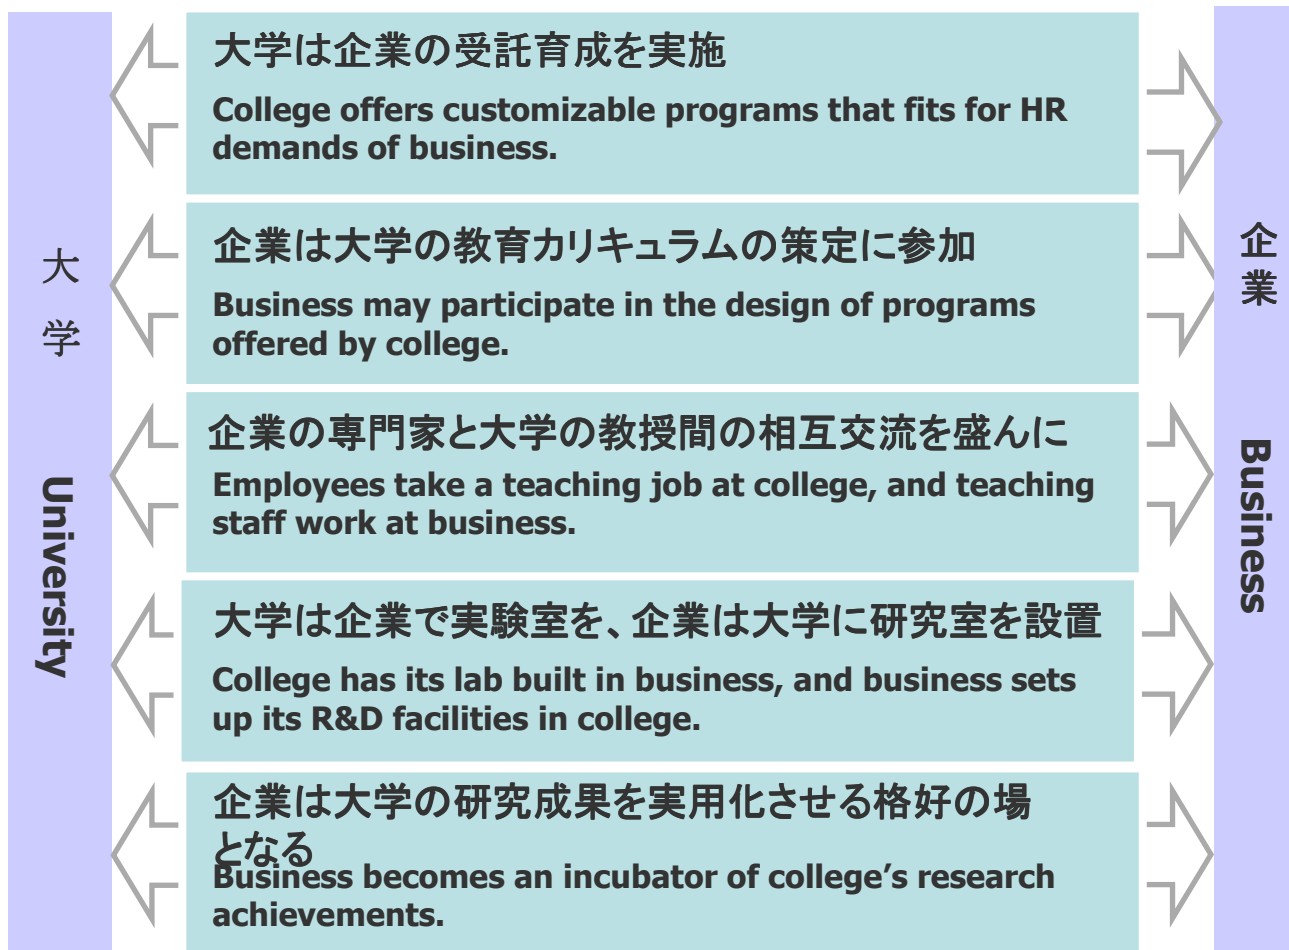 大学
University
大学は企業の受託育成を実施
College offers customizable programs that fits for HR
demands of business.
企業は大学の教育カリキュラムの策定に参加
Business may participate in the design of programs
offered by college.
企業の専門家と大学の教授間の相互交流を盛んに
Employees take a teaching job at college, and teaching
staff work at business.
大学は企業で実験室を、企業は大学に研究室を設置
College has its lab built in business, and business sets
up its R&D facilities in college.
企業は大学の研究成果を実用化させる格好の場
となる
Business becomes an incubator of college’s research
achievements.
企業
Business